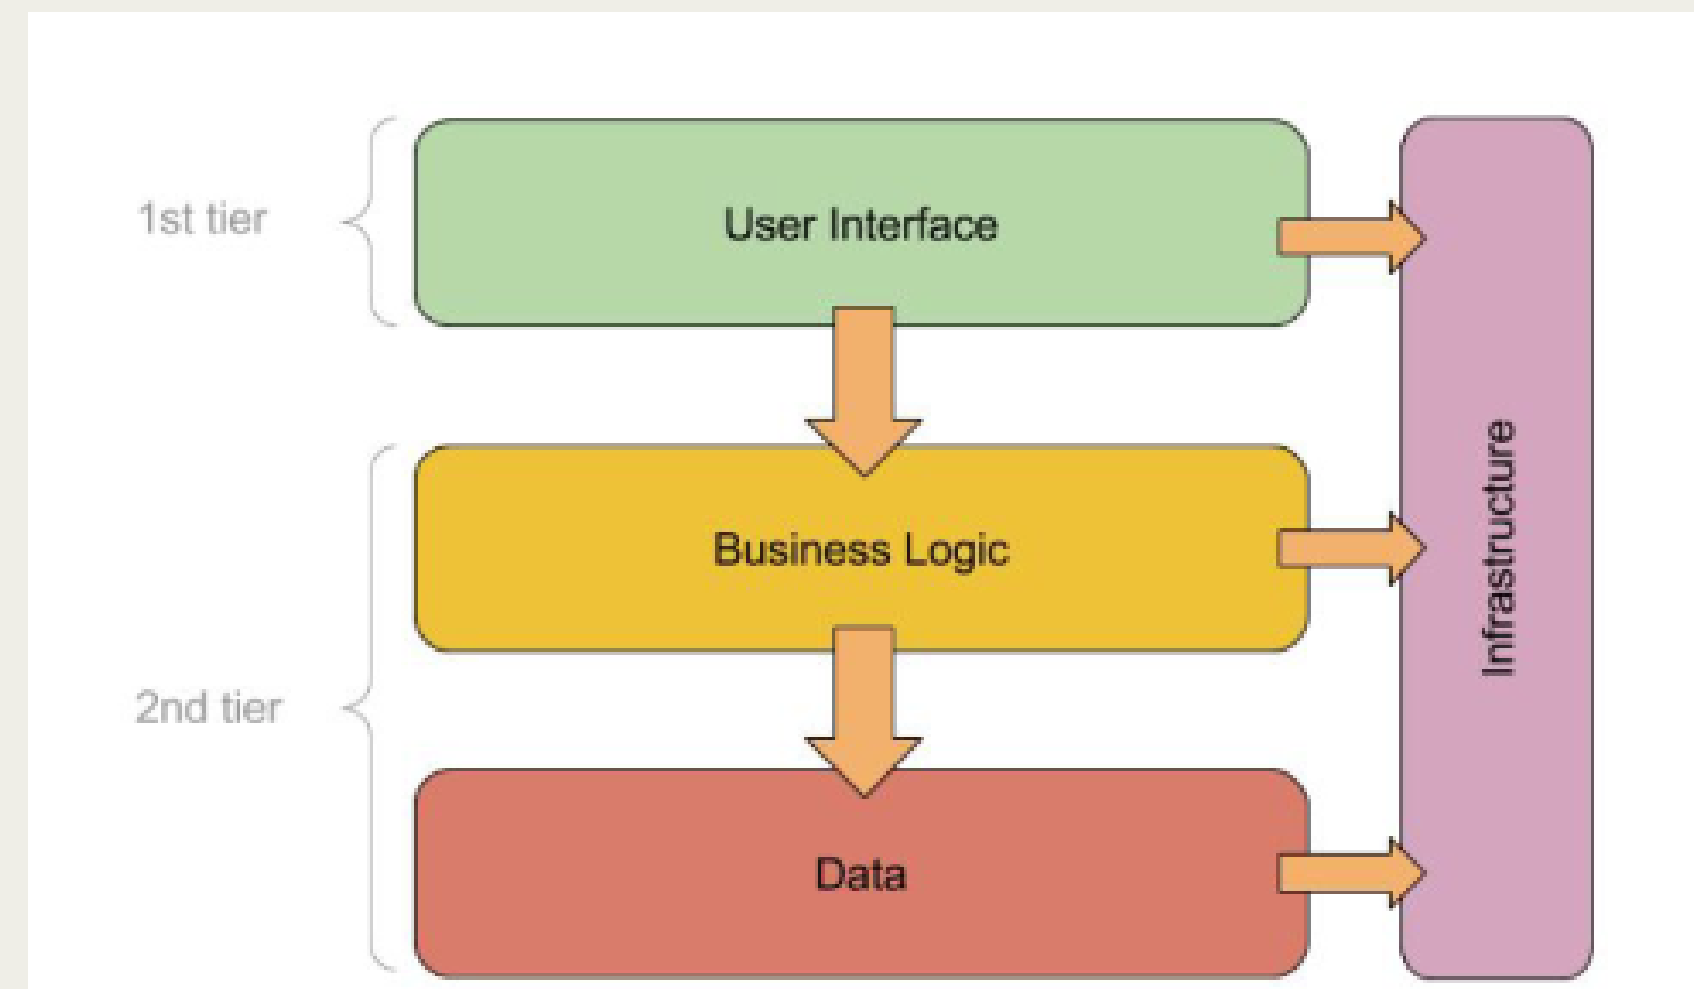 1st tier
User Interface
Business Logic
2nd tier
Data
Infrastructure